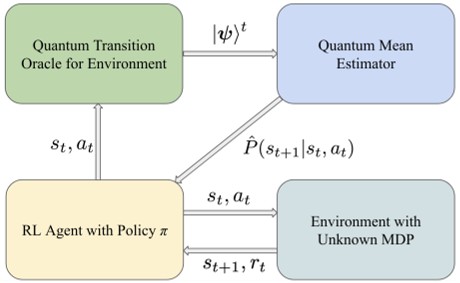 Quantum Transition
Oracle for Environment
|ψ⟩^t
Quantum Mean
Estimator
s_t, a_t
P̂(s_{t+1}|s_t, a_t)
RL Agent with Policy π
s_t, a_t
s_{t+1}, r_t
Environment with
Unknown MDP